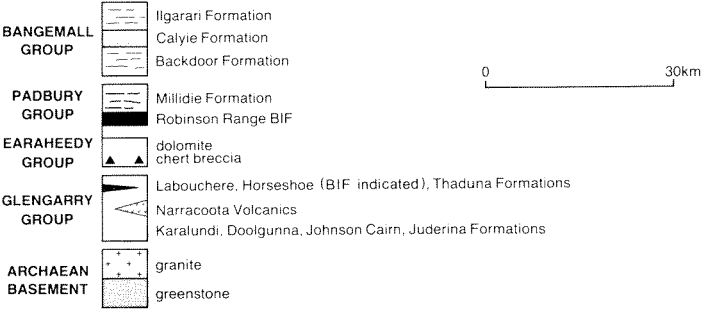 BANGEMALL
GROUP
Ilgarari Formation
Calyie Formation
Backdoor Formation
0 30km
PADBURY
GROUP
Millidie Formation
Robinson Range BIF
EARAHEEDY
GROUP
dolomite
chert breccia
GLENGARRY
GROUP
Labouchere, Horseshoe (BIF indicated), Thaduna Formations
Narracoota Volcanics
Karalundi, Doolgunna, Johnson Cairn, Juderina Formations
ARCHAEAN
BASEMENT
granite
greenstone